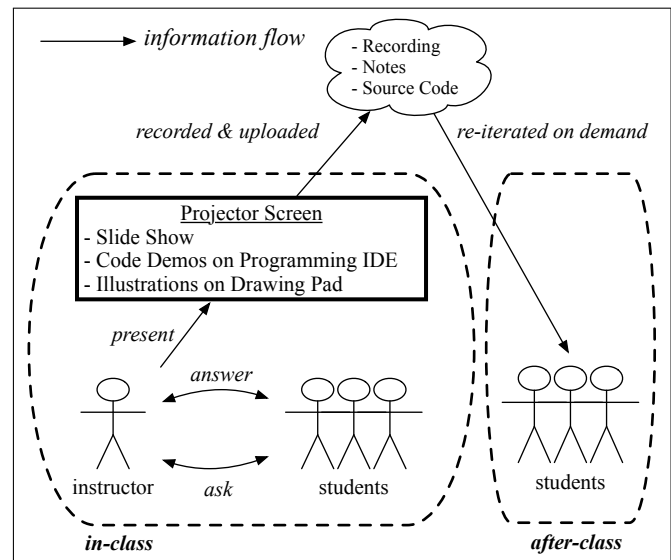 information flow
- Recording
- Notes
- Source Code
recorded & uploaded
re-iterated on demand
Projector Screen
- Slide Show
- Code Demos on Programming IDE
- Illustrations on Drawing Pad
present
answer
ask
instructor
students
students
in-class
after-class